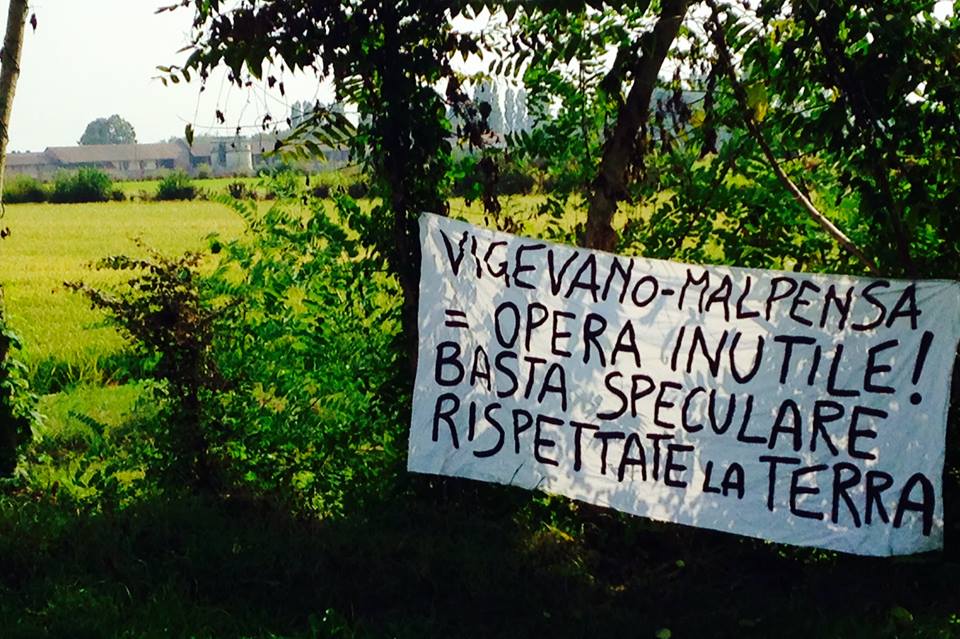 VIGEVANO-MALPENSA
= OPERA INUTILE!
BASTA SPECULARE
RISPETTATE LA TERRA